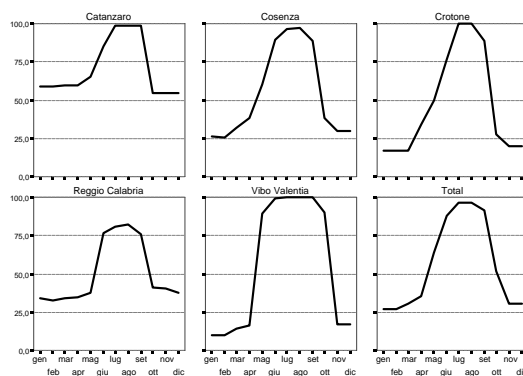 Catanzaro Cosenza Crotone
100,0
75,0
50,0
25,0
0,0
Reggio Calabria Vibo Valentia Total
100,0
75,0
50,0
25,0
0,0
gen mar mag lug set nov gen mar mag lug set nov gen mar mag lug set nov
feb apr giu ago ott dic feb apr giu ago ott dic feb apr giu ago ott dic